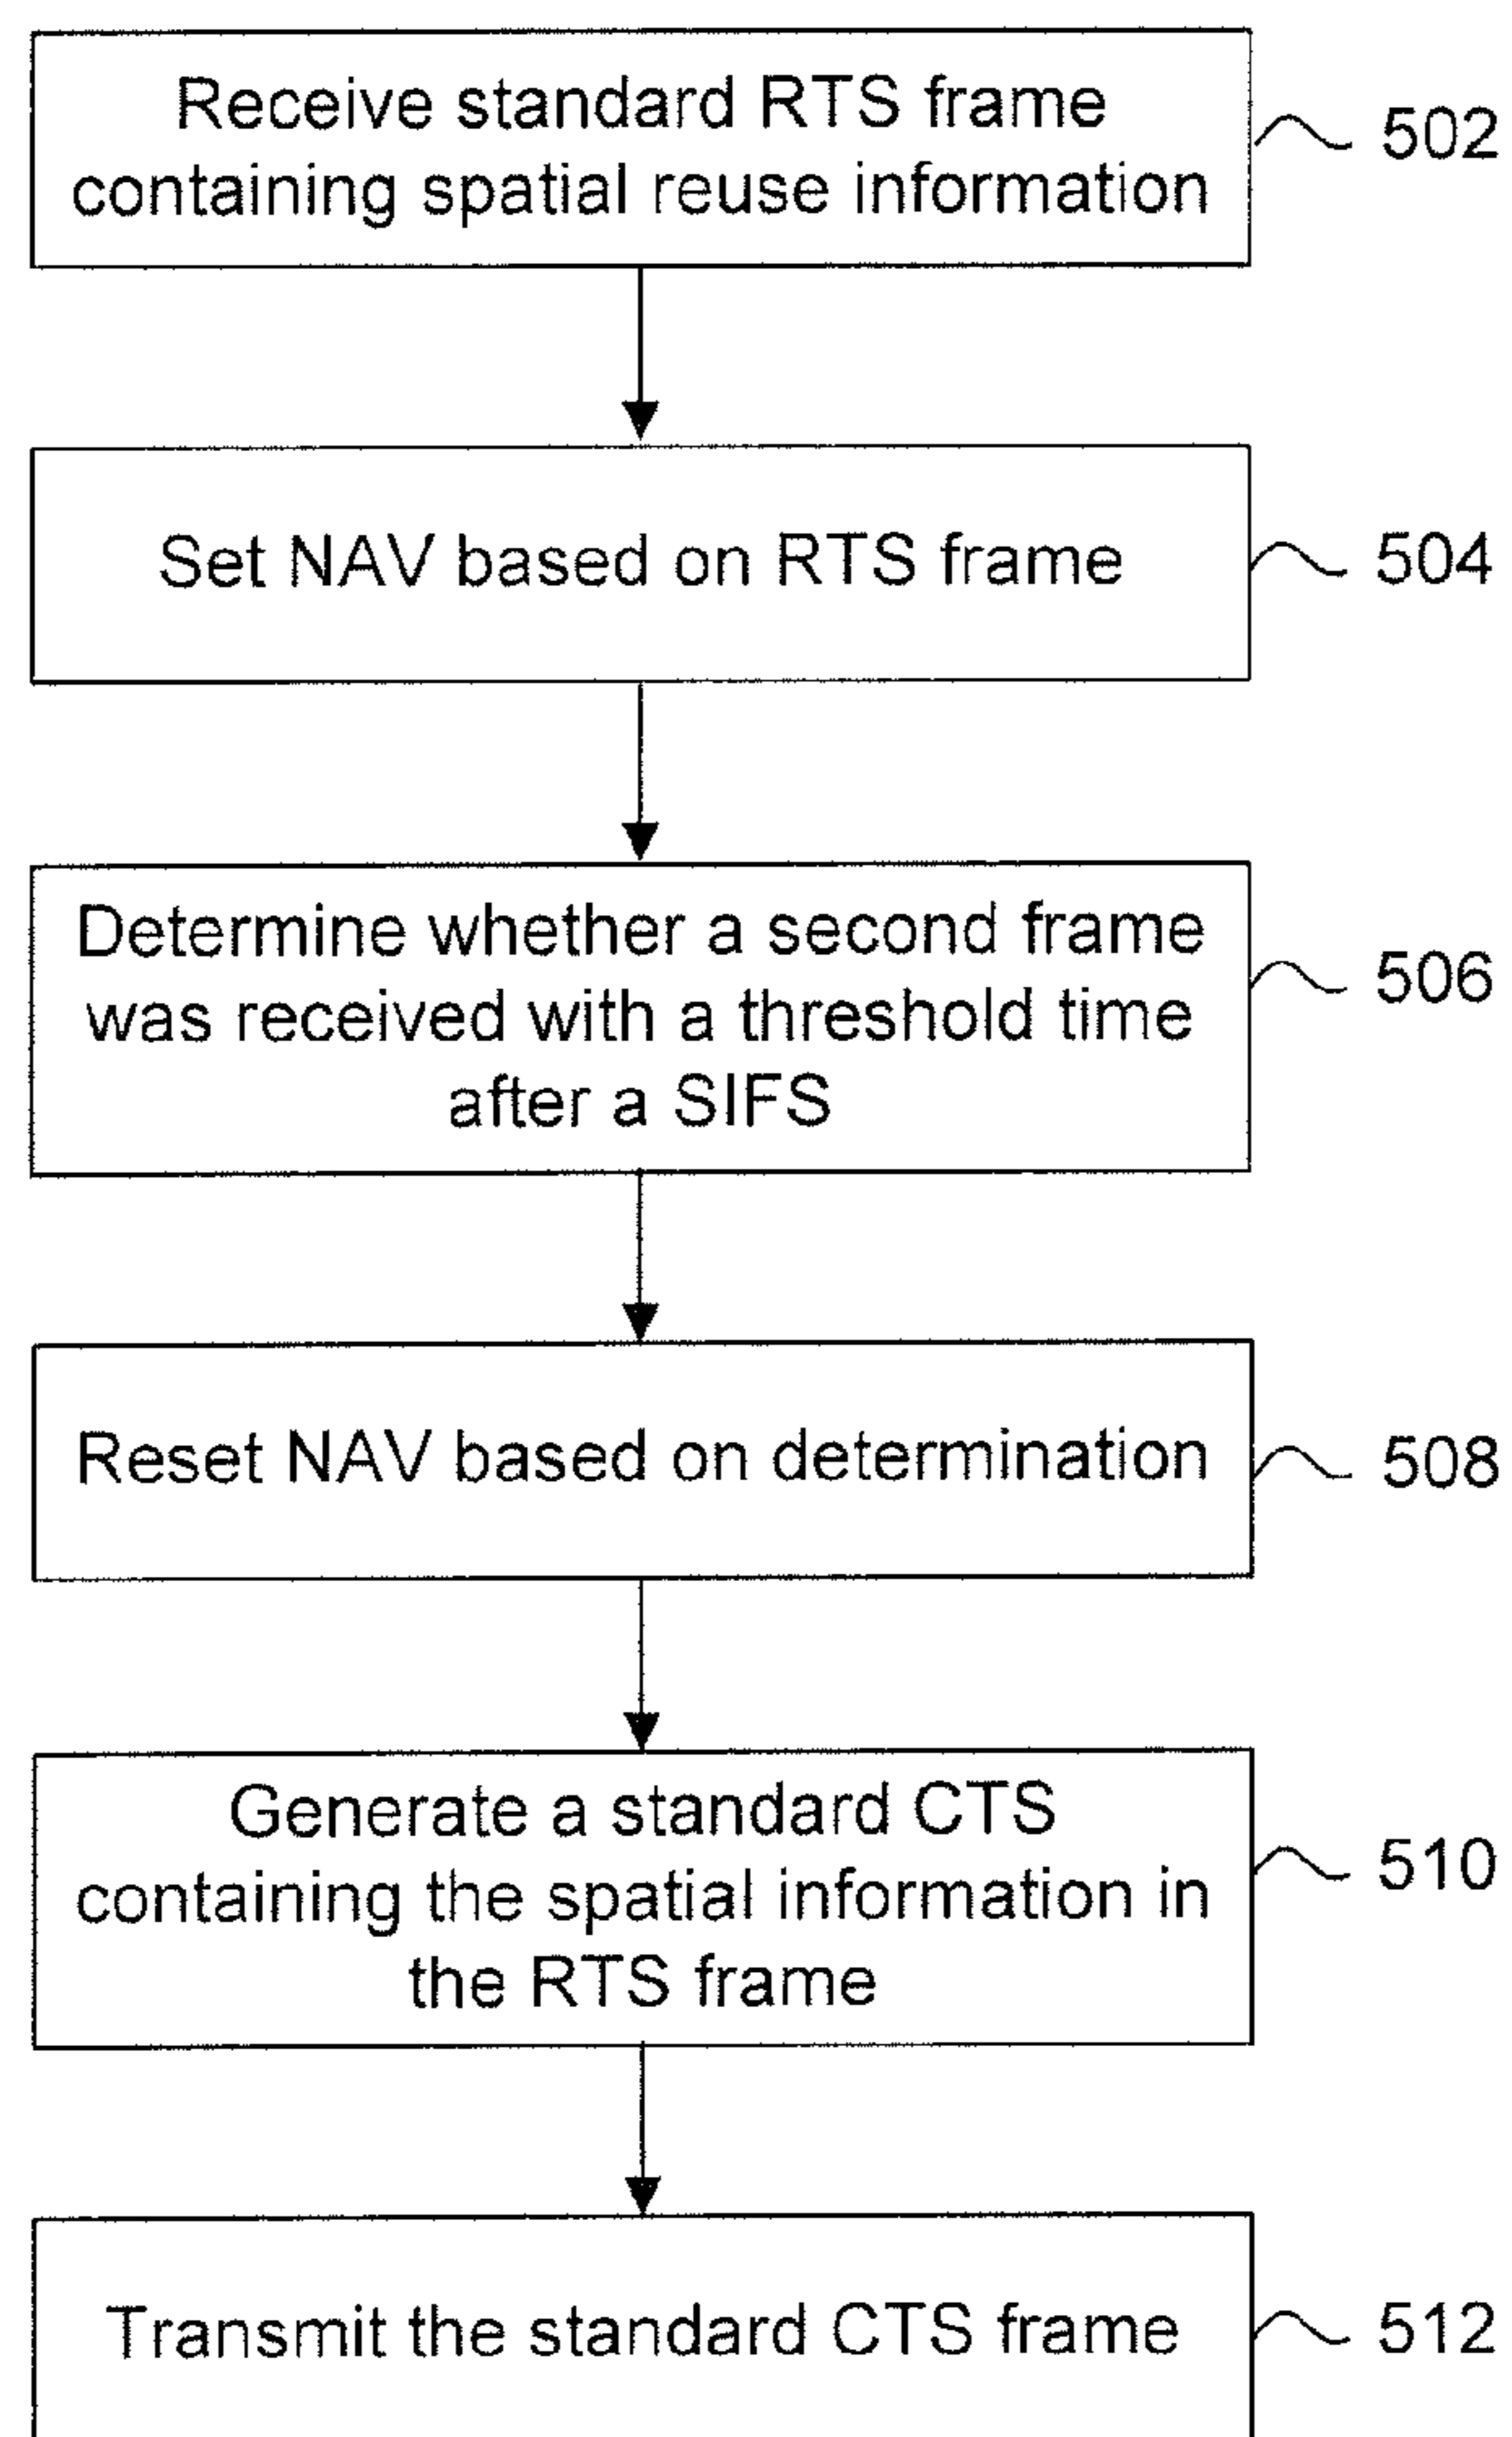 Receive standard RTS frame
containing spatial reuse information
502
Set NAV based on RTS frame
504
Determine whether a second frame
was received with a threshold time
after a SIFS
506
Reset NAV based on determination
508
Generate a standard CTS
containing the spatial information in
the RTS frame
510
Transmit the standard CTS frame
512